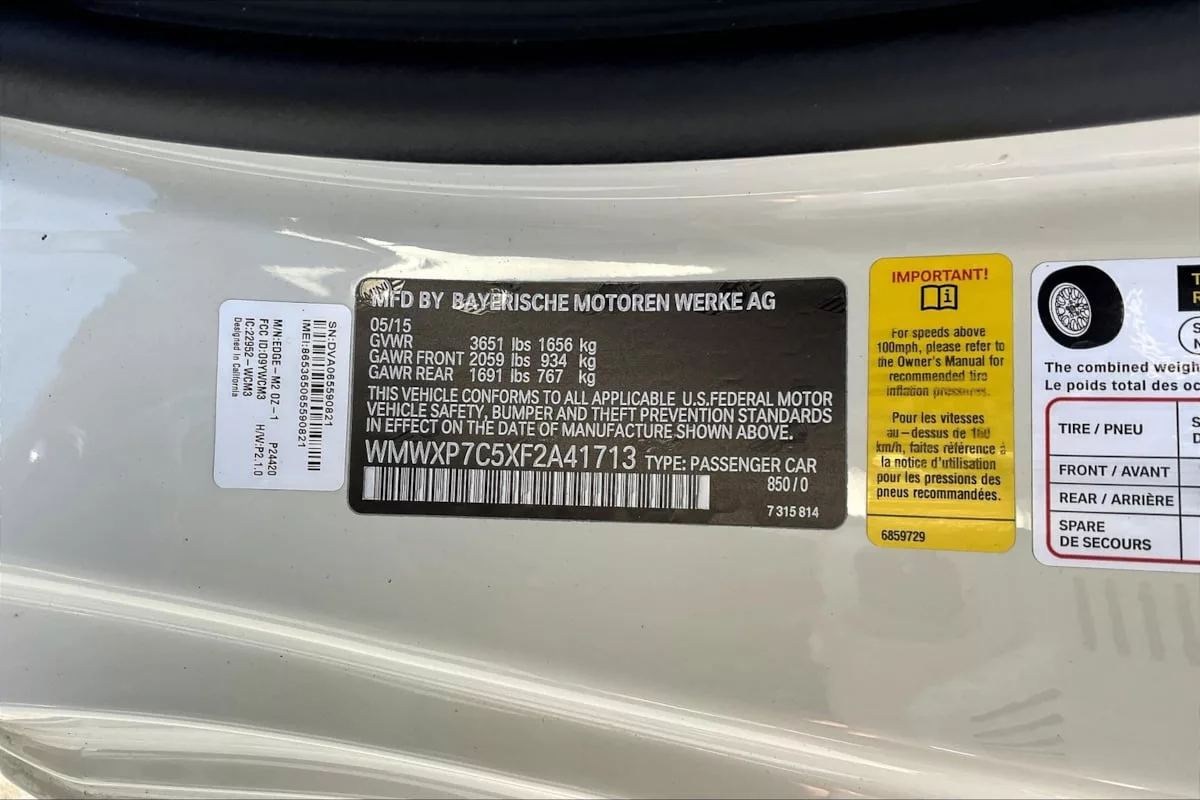 SN:DVA065590821
IMEI:865365065590821
M/N:EDGE-M2 0Z-1 P24420
FCC ID:O9YWCM3 H/W:P2.1.0
IC:22952-WCM3
Designed In California
MFD BY BAYERISCHE MOTOREN WERKE AG
05/15
GVWR 3651 lbs 1656 kg
GAWR FRONT 2059 lbs 934 kg
GAWR REAR 1691 lbs 767 kg
THIS VEHICLE CONFORMS TO ALL APPLICABLE U.S.FEDERAL MOTOR
VEHICLE SAFETY, BUMPER AND THEFT PREVENTION STANDARDS
IN EFFECT ON THE DATE OF MANUFACTURE SHOWN ABOVE.
WMWXP7C5XF2A41713 TYPE: PASSENGER CAR
850 / 0
7 315 814
IMPORTANT!
For speeds above
100mph, please refer to
the Owner's Manual for
recommended tire
inflation pressures.
Pour les vitesses
au-dessus de 160
km/h, faites référence à
la notice d'utilisation
pour les pressions des
pneus recommandées.
6859729
The combined weigh
Le poids total des oc
TIRE / PNEU
FRONT / AVANT
REAR / ARRIÈRE
SPARE
DE SECOURS